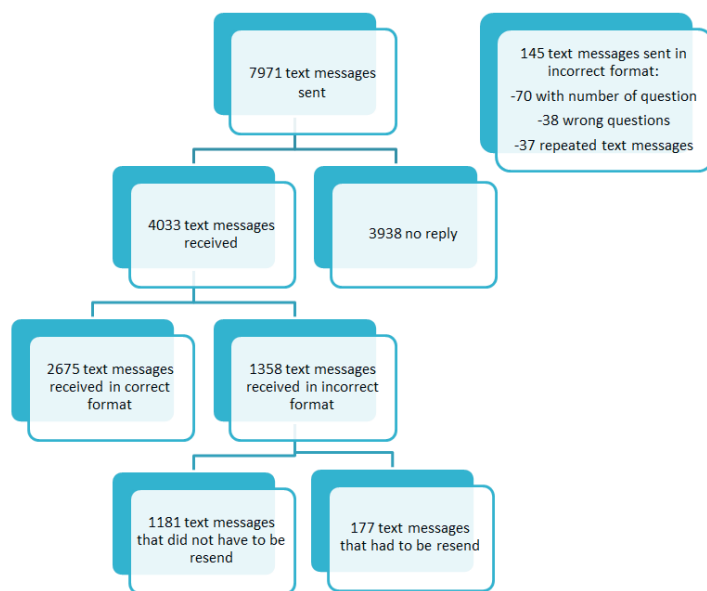 7971 text messages
sent
145 text messages sent in
incorrect format:
-70 with number of question
-38 wrong questions
-37 repeated text messages
4033 text messages
received
3938 no reply
2675 text messages
received in correct
format
1358 text messages
received in incorrect
format
1181 text messages
that did not have to be
resend
177 text messages
that had to be resend